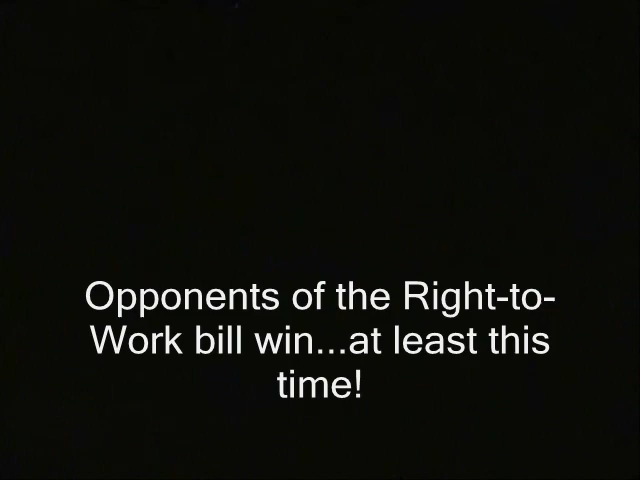 Opponents of the Right-to-
Work bill win...at least this
time!